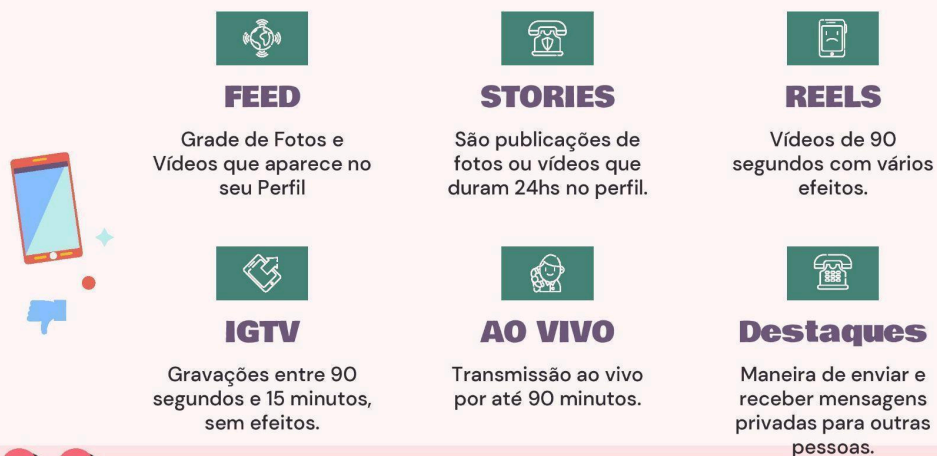 FEED
Grade de Fotos e
Vídeos que aparece no
seu Perfil
STORIES
São publicações de
fotos ou vídeos que
duram 24hs no perfil.
REELS
Vídeos de 90
segundos com vários
efeitos.
IGTV
Gravações entre 90
segundos e 15 minutos,
sem efeitos.
AO VIVO
Transmissão ao vivo
por até 90 minutos.
Destaques
Maneira de enviar e
receber mensagens
privadas para outras
pessoas.